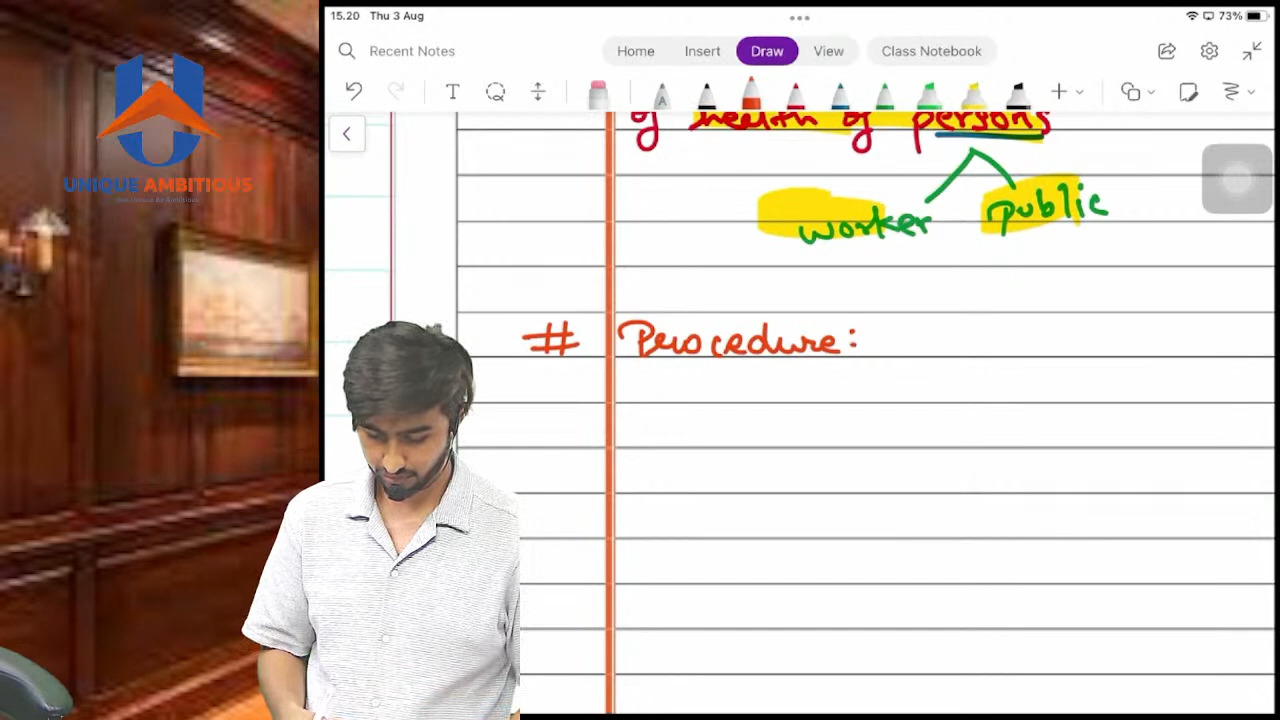 15.20 Thu 3 Aug
73%
Recent Notes
Home
Insert
Draw
View
Class Notebook
T
A
UNIQUE AMBITIOUS
of health of persons
worker
public
# Procedure: